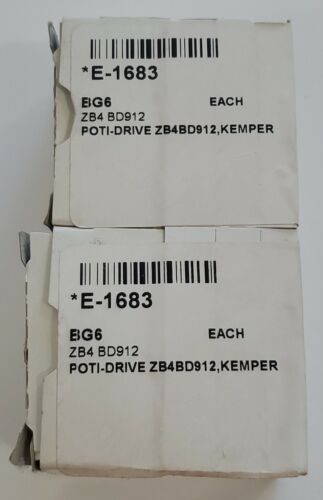 *E-1683
BG6 EACH
ZB4 BD912
POTI-DRIVE ZB4BD912,KEMPER
*E-1683
BG6 EACH
ZB4 BD912
POTI-DRIVE ZB4BD912,KEMPER